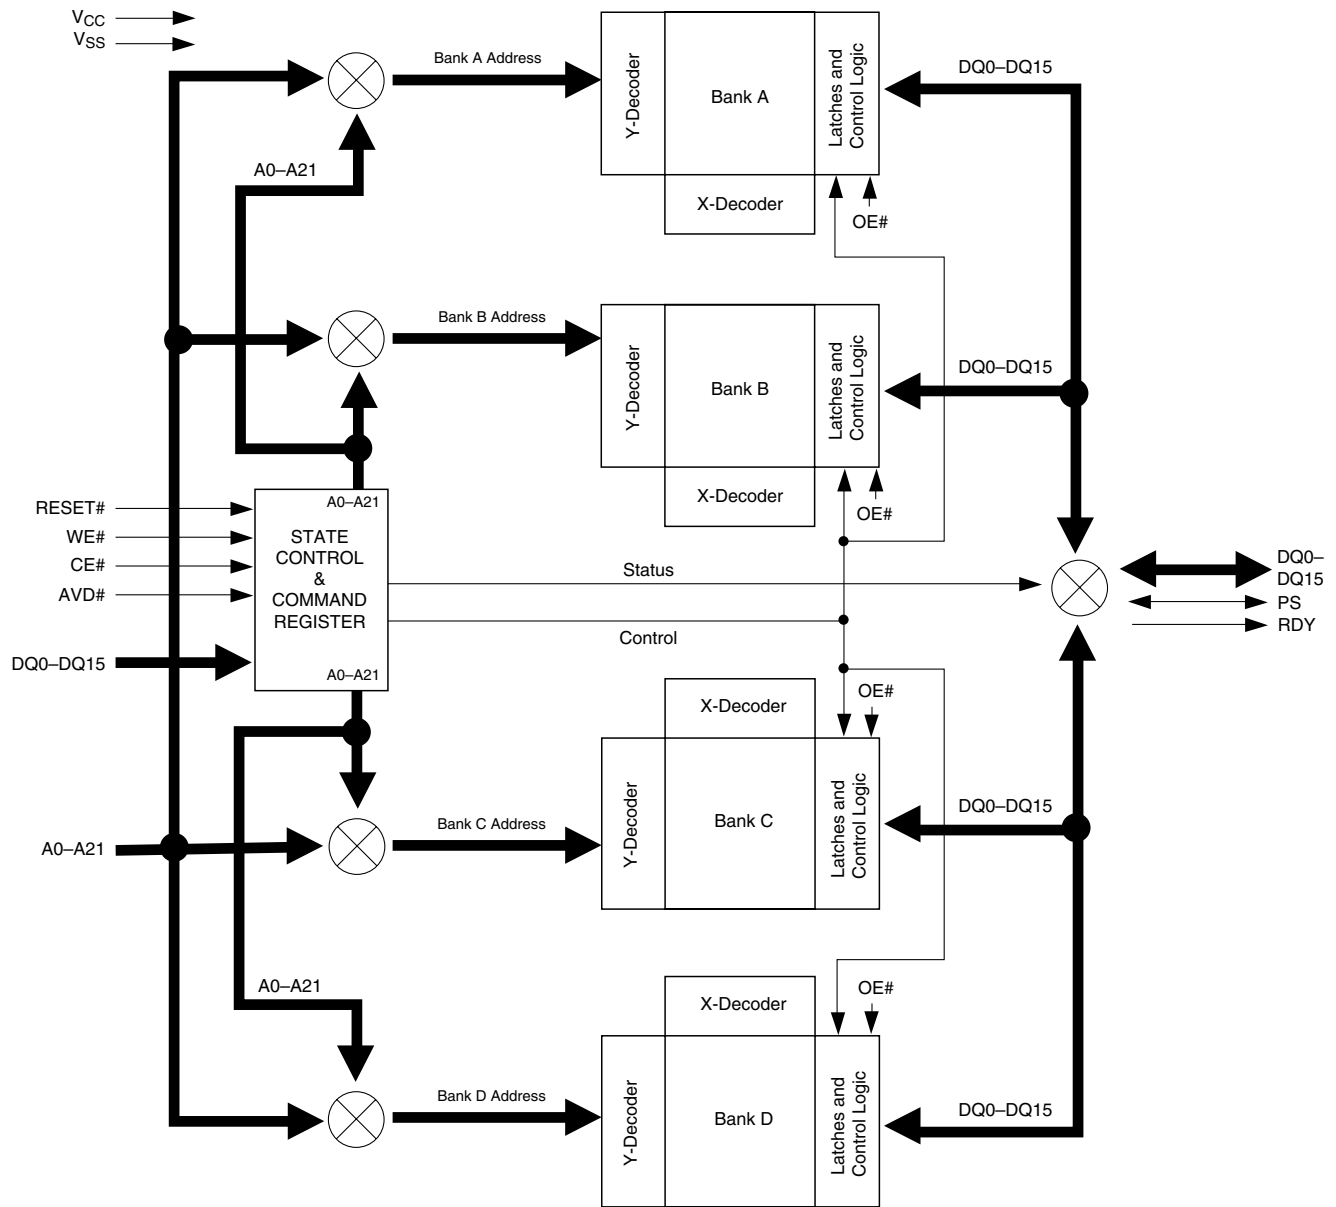 VCC
VSS
Bank A Address
Y-Decoder
Bank A
Latches and
Control Logic
DQ0–DQ15
A0–A21
X-Decoder
OE#
Bank B Address
Y-Decoder
Bank B
Latches and
Control Logic
DQ0–DQ15
X-Decoder
OE#
RESET#
WE#
CE#
AVD#
DQ0–DQ15
A0–A21
STATE
CONTROL
&
COMMAND
REGISTER
A0–A21
Status
Control
DQ0–
DQ15
PS
RDY
X-Decoder
OE#
A0–A21
Bank C Address
Y-Decoder
Bank C
Latches and
Control Logic
DQ0–DQ15
A0–A21
X-Decoder
OE#
Bank D Address
Y-Decoder
Bank D
Latches and
Control Logic
DQ0–DQ15